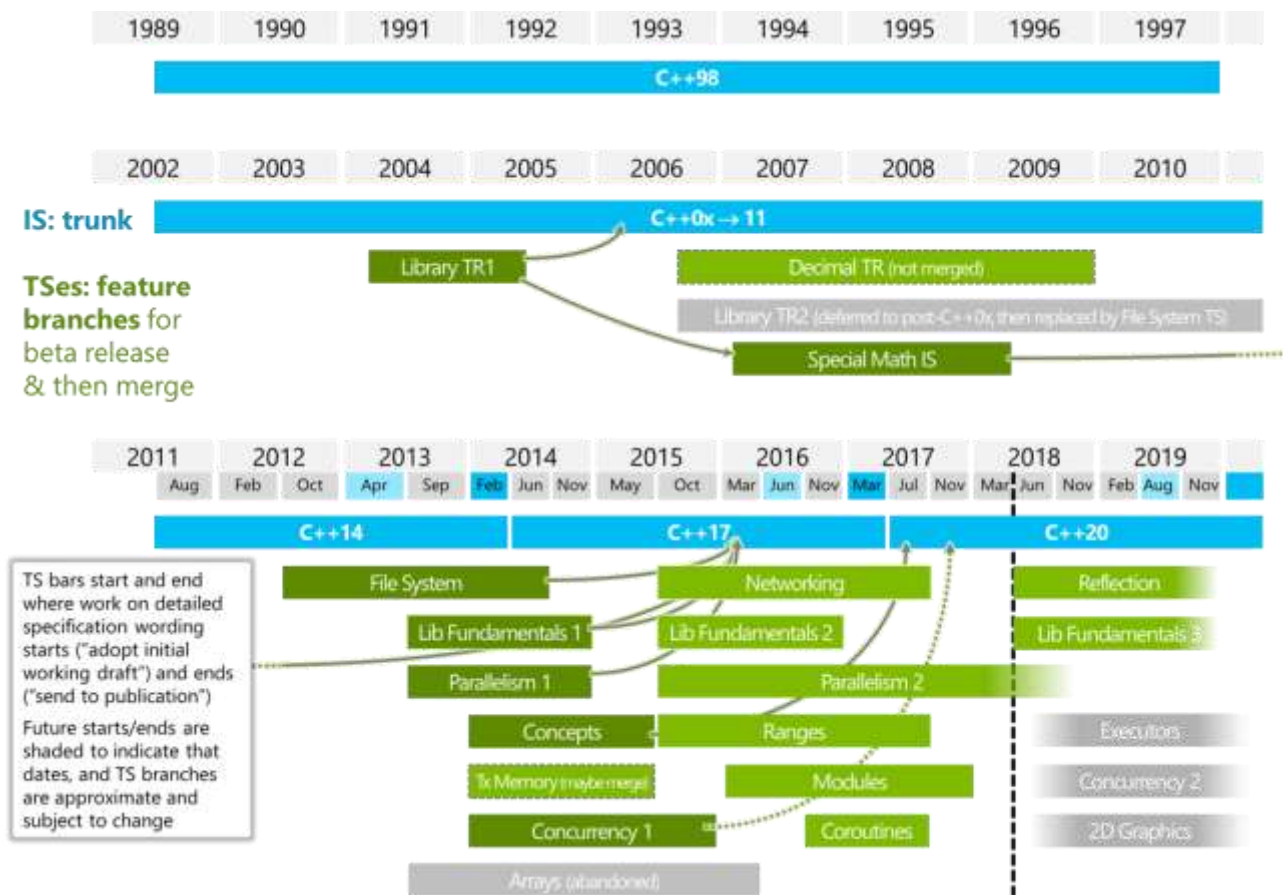 1989 1990 1991 1992 1993 1994 1995 1996 1997
C++98
2002 2003 2004 2005 2006 2007 2008 2009 2010
IS: trunk
C++0x → 11
Library TR1
Decimal TR (not merged)
TSes: feature
branches for
beta release
& then merge
Library TR2 (deferred to post-C++0x, then replaced by File System TS)
Special Math IS
2011 2012 2013 2014 2015 2016 2017 2018 2019
Aug Feb Oct Apr Sep Feb Jun Nov May Oct Mar Jun Nov Mar Jul Nov Mar Jun Nov Feb Aug Nov
C++14 C++17 C++20
TS bars start and end
where work on detailed
specification wording
starts ("adopt initial
working draft") and ends
("send to publication")
Future starts/ends are
shaded to indicate that
dates, and TS branches
are approximate and
subject to change
File System Networking Reflection
Lib Fundamentals 1 Lib Fundamentals 2 Lib Fundamentals 3
Parallelism 1 Parallelism 2
Concepts Ranges Executors
Tx Memory (maybe merge) Modules Concurrency 2
Concurrency 1 Coroutines 2D Graphics
Arrays (abandoned)